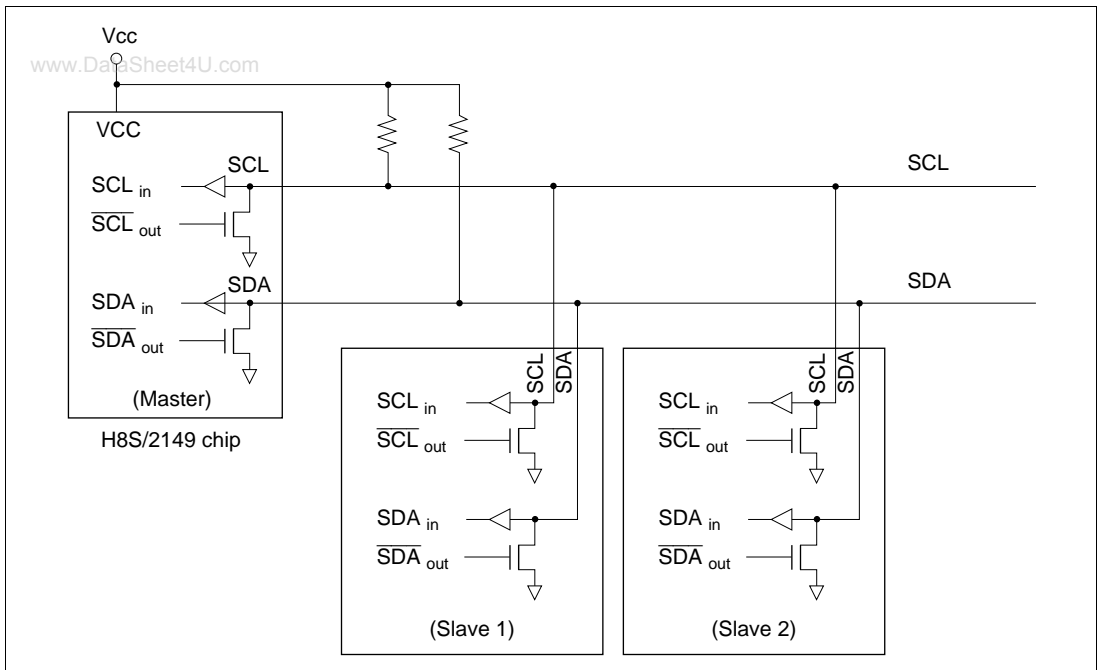 Vcc
www.DataSheet4U.com
VCC
SCL
SCL in
SCL out
SDA
SDA in
SDA out
(Master)
H8S/2149 chip
SCL
SDA
SCL
SDA
SCL in
SCL out
SDA in
SDA out
(Slave 1)
SCL
SDA
SCL in
SCL out
SDA in
SDA out
(Slave 2)